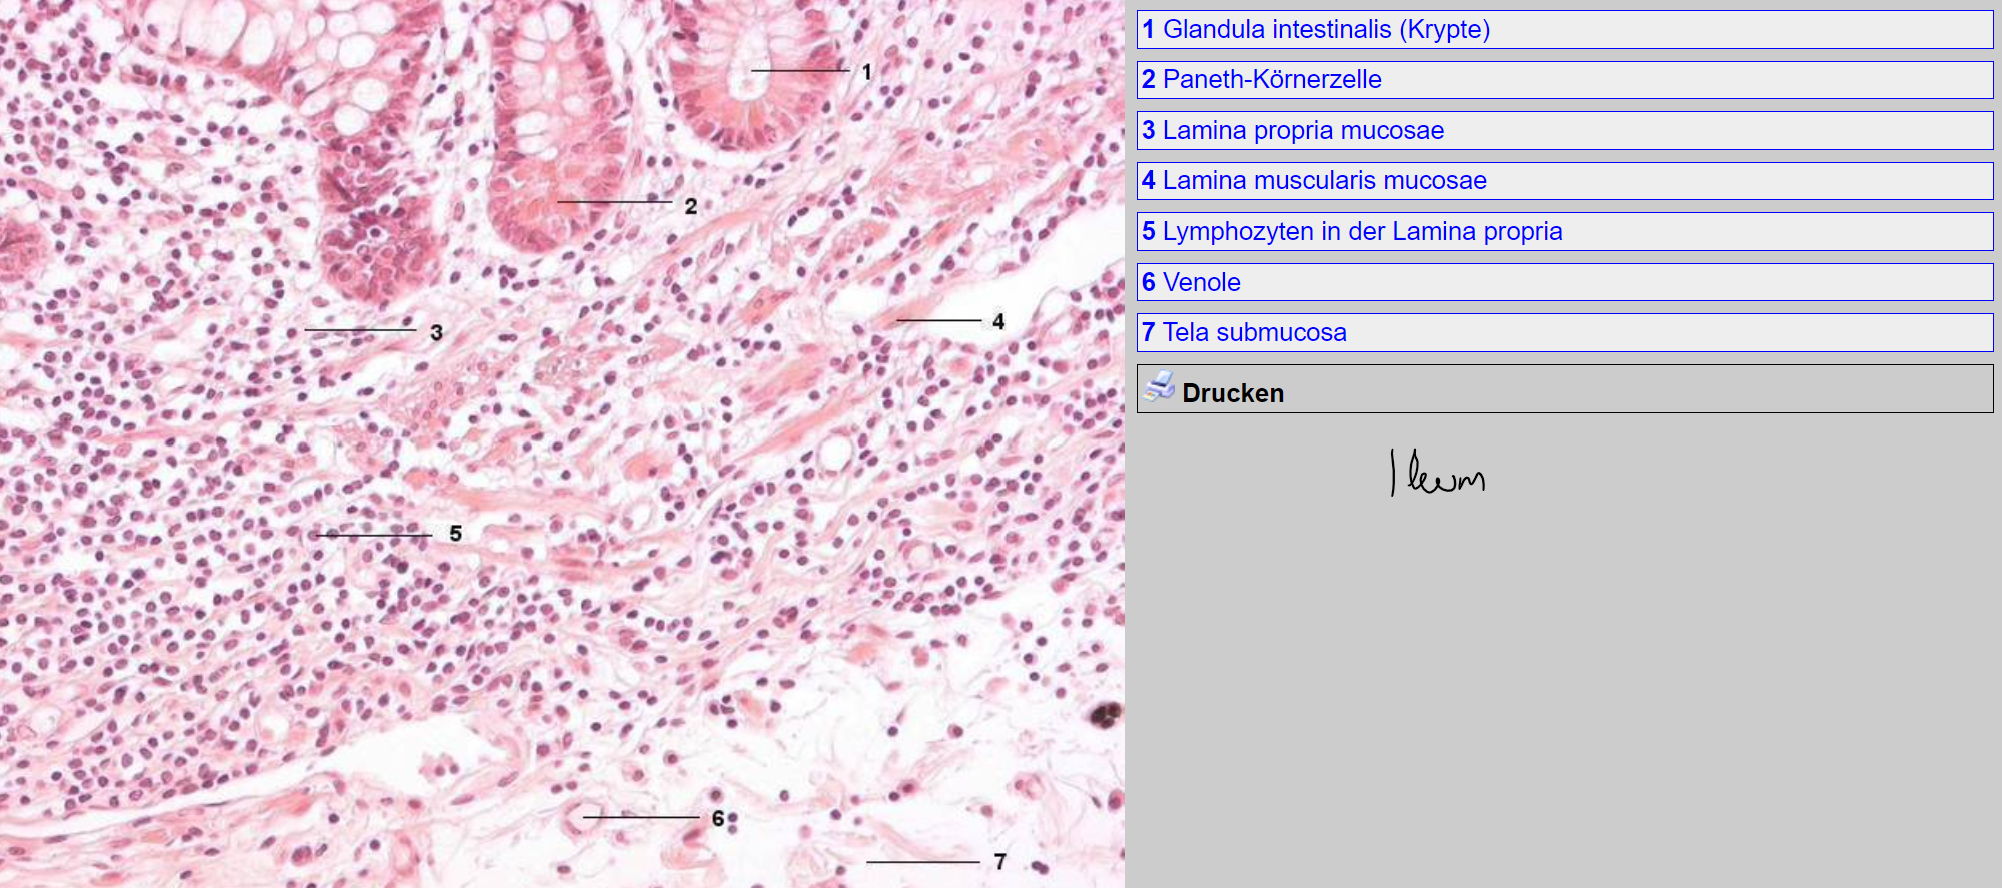 1
2
3
4
5
6
7
1 Glandula intestinalis (Krypte)
2 Paneth-Körnerzelle
3 Lamina propria mucosae
4 Lamina muscularis mucosae
5 Lymphozyten in der Lamina propria
6 Venole
7 Tela submucosa
Drucken
Ileum